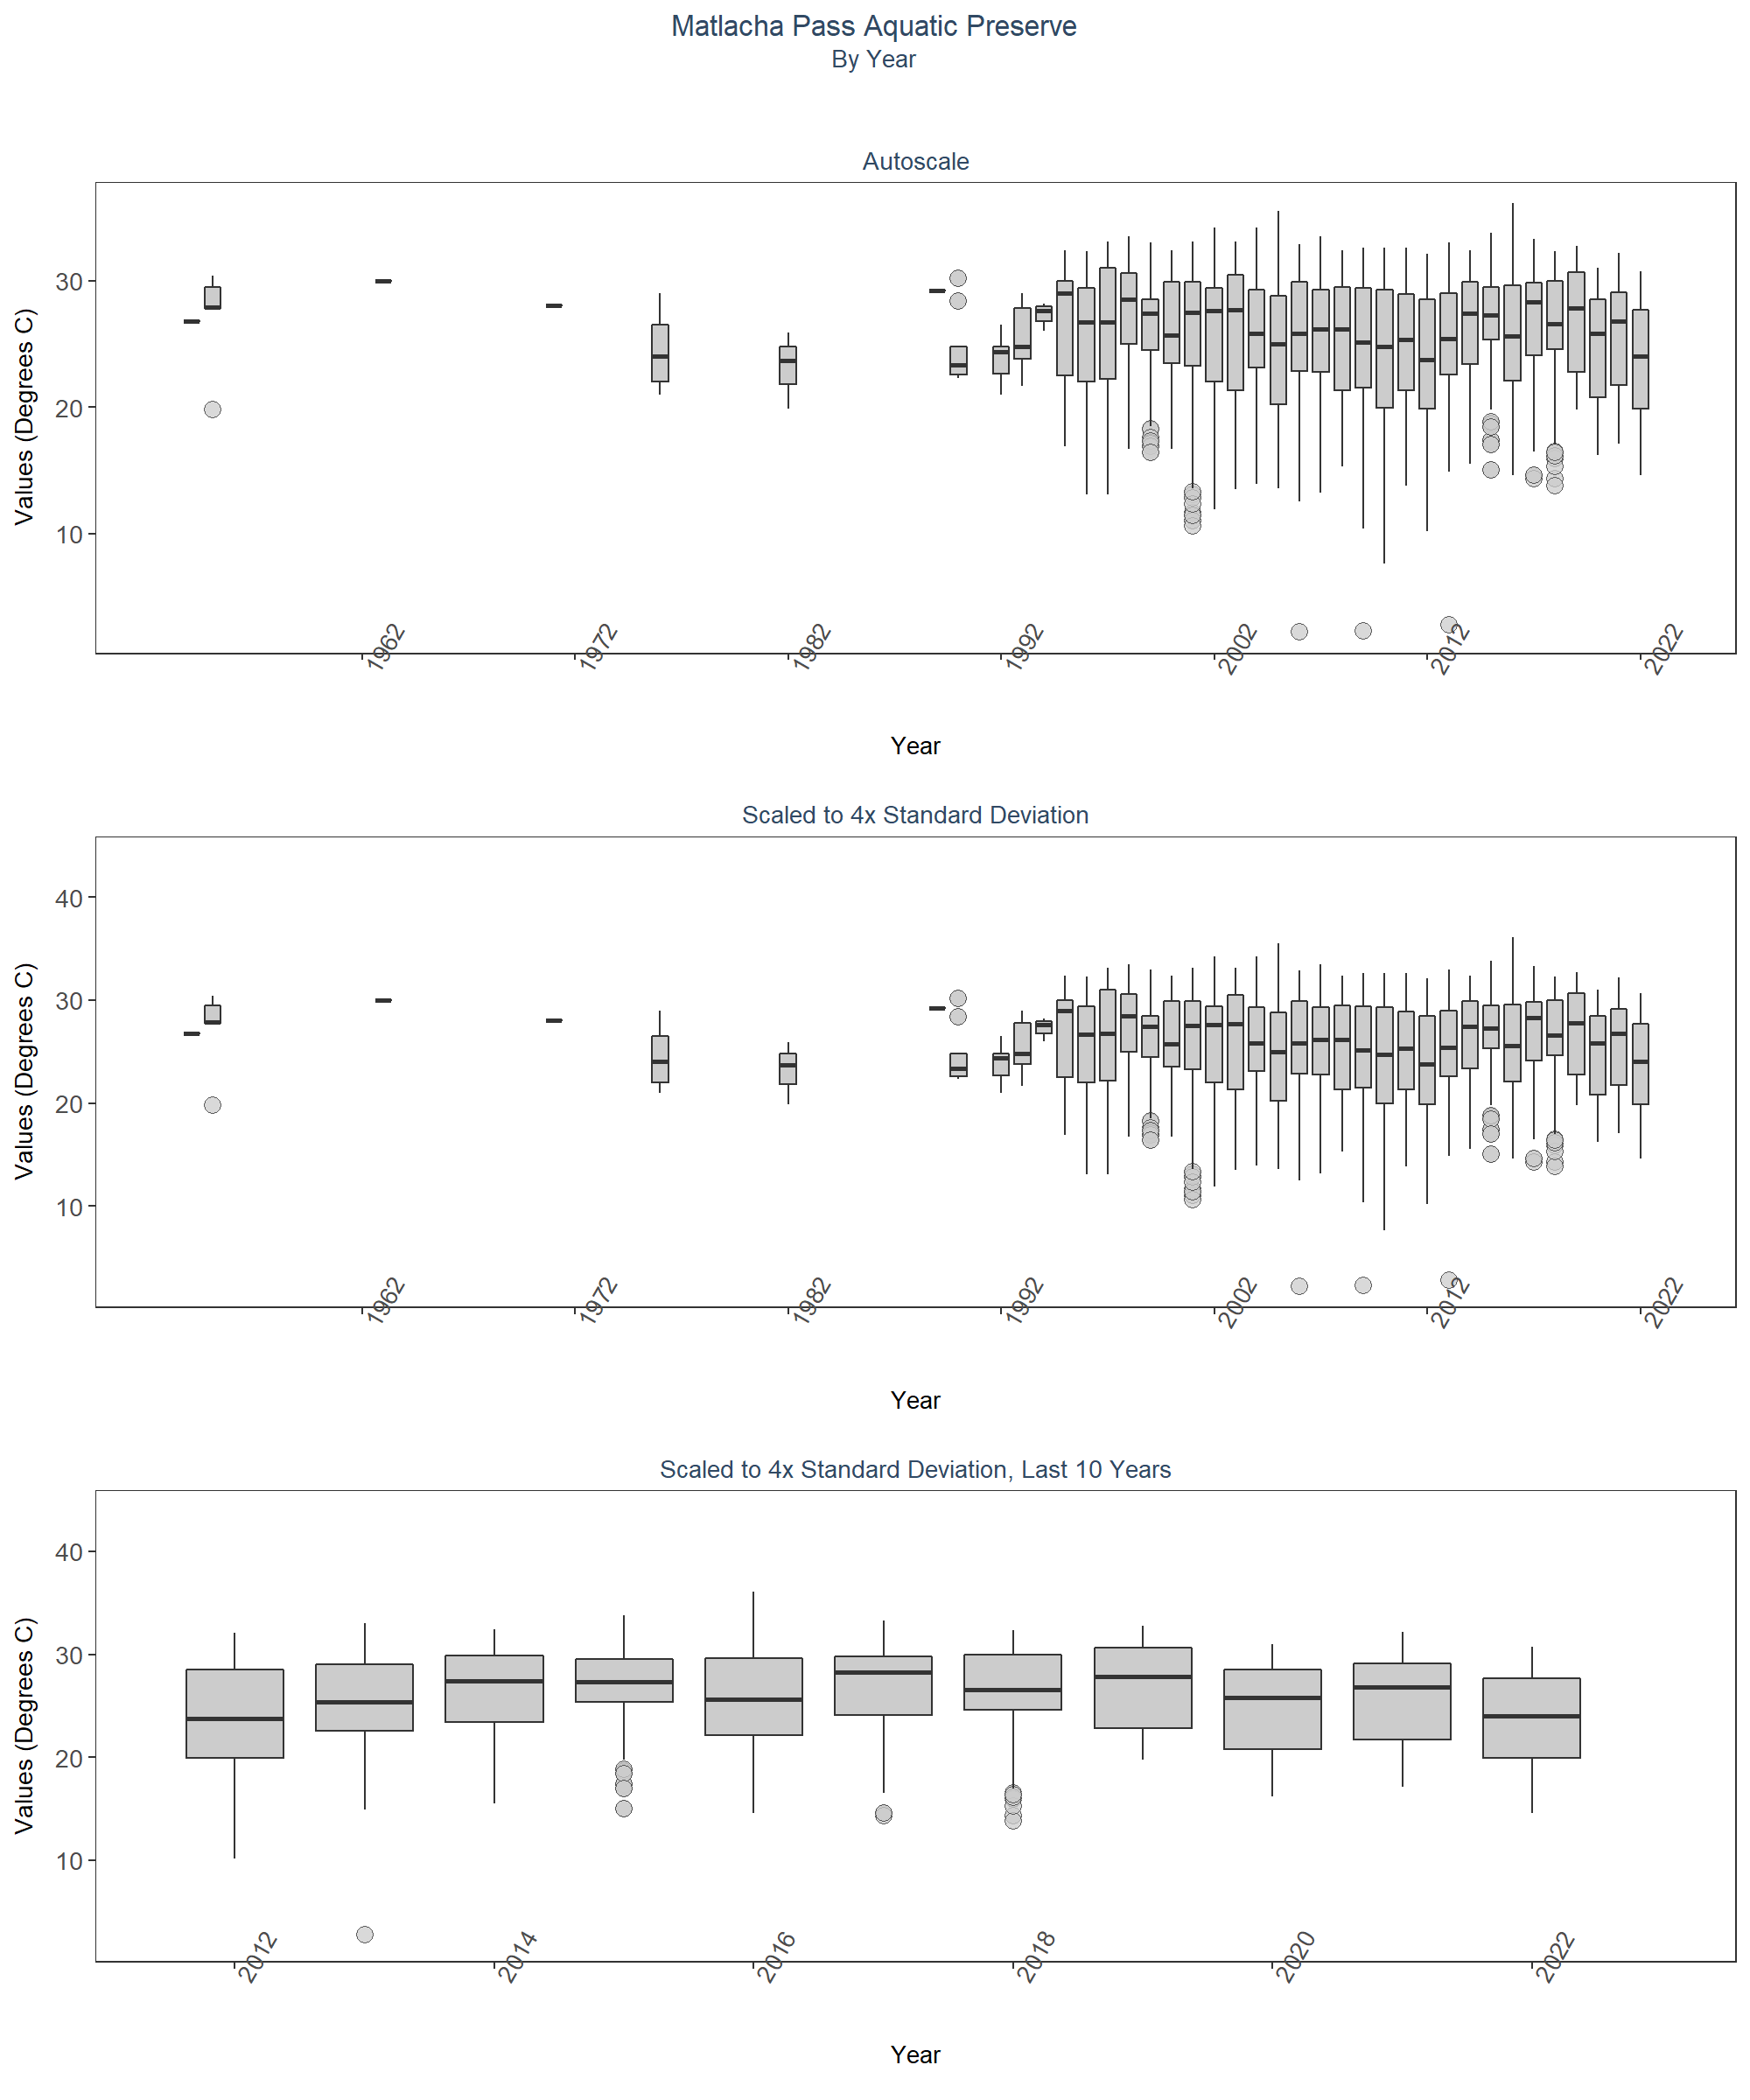 Matlacha Pass Aquatic Preserve
By Year
Autoscale
Values (Degrees C)
30
20
10
1962
1972
1982
1992
2002
2012
2022
Year
Scaled to 4x Standard Deviation
Values (Degrees C)
40
30
20
10
1962
1972
1982
1992
2002
2012
2022
Year
Scaled to 4x Standard Deviation, Last 10 Years
Values (Degrees C)
40
30
20
10
2012
2014
2016
2018
2020
2022
Year